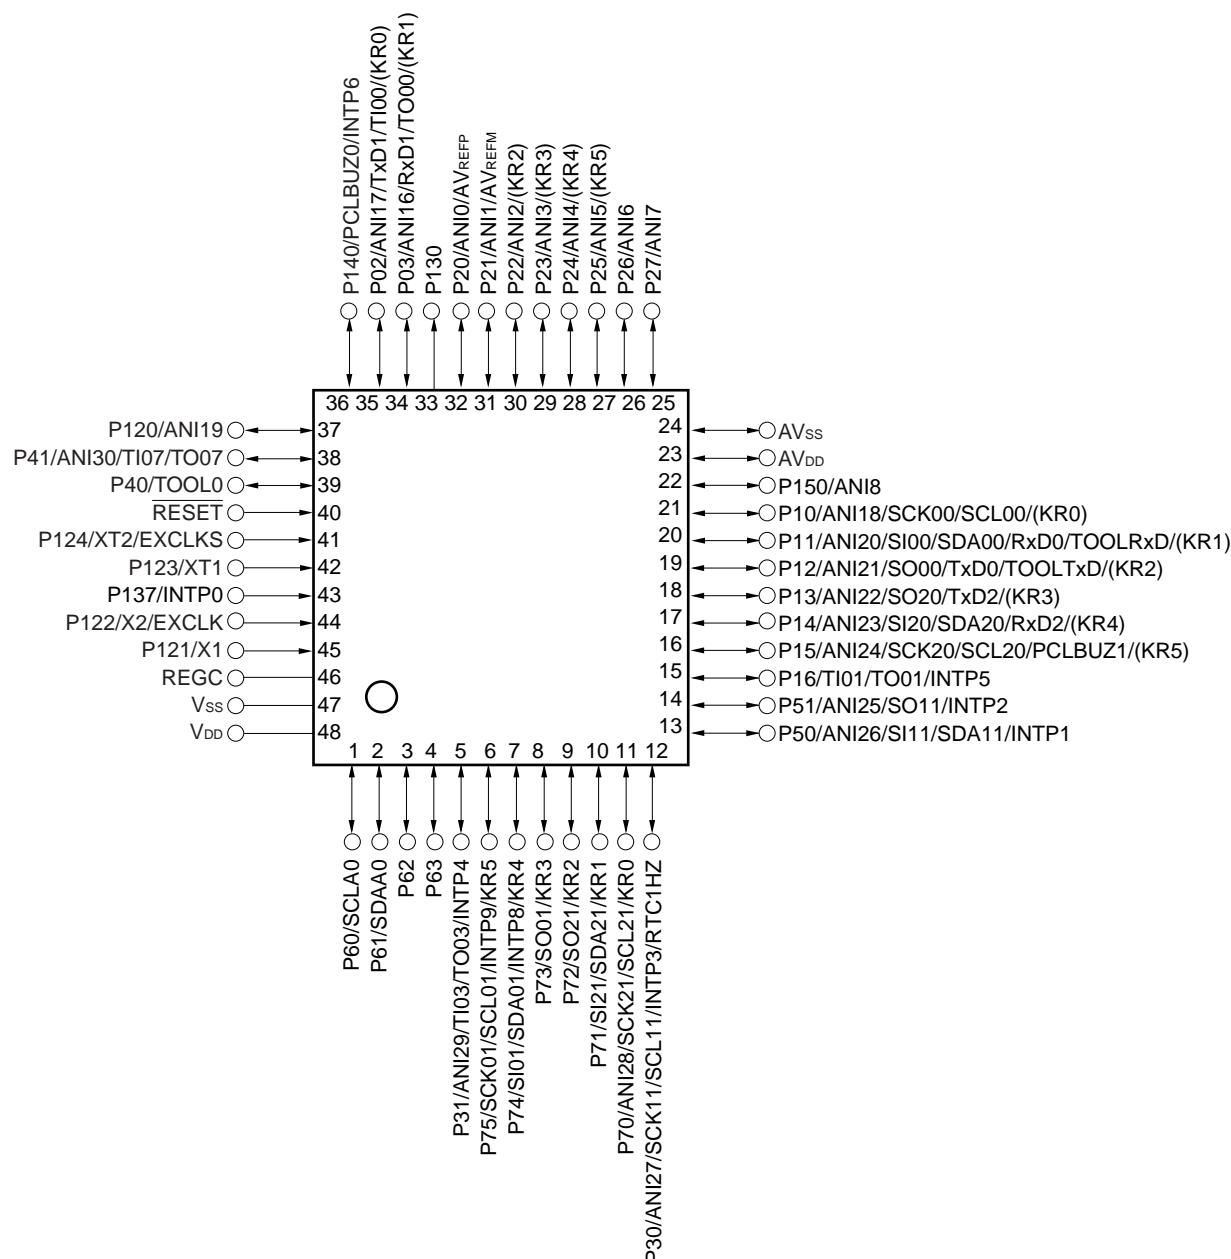 P140/PCLBUZ0/INTP6
P02/ANI17/TxD1/TI00/(KR0)
P03/ANI16/RxD1/TO00/(KR1)
P130
P20/ANI0/AVREFP
P21/ANI1/AVREFM
P22/ANI2/(KR2)
P23/ANI3/(KR3)
P24/ANI4/(KR4)
P25/ANI5/(KR5)
P26/ANI6
P27/ANI7
36 35 34 33 32 31 30 29 28 27 26 25
P120/ANI19 37
P41/ANI30/TI07/TO07 38
P40/TOOL0 39
RESET 40
P124/XT2/EXCLKS 41
P123/XT1 42
P137/INTP0 43
P122/X2/EXCLK 44
P121/X1 45
REGC 46
VSS 47
VDD 48
24 AVSS
23 AVDD
22 P150/ANI8
21 P10/ANI18/SCK00/SCL00/(KR0)
20 P11/ANI20/SI00/SDA00/RxD0/TOOLRxD/(KR1)
19 P12/ANI21/SO00/TxD0/TOOLTxD/(KR2)
18 P13/ANI22/SO20/TxD2/(KR3)
17 P14/ANI23/SI20/SDA20/RxD2/(KR4)
16 P15/ANI24/SCK20/SCL20/PCLBUZ1/(KR5)
15 P16/TI01/TO01/INTP5
14 P51/ANI25/SO11/INTP2
13 P50/ANI26/SI11/SDA11/INTP1
1 2 3 4 5 6 7 8 9 10 11 12
P60/SCLA0
P61/SDAA0
P62
P63
P31/ANI29/TI03/TO03/INTP4
P75/SCK01/SCL01/INTP9/KR5
P74/SI01/SDA01/INTP8/KR4
P73/SO01/KR3
P72/SO21/KR2
P71/SI21/SDA21/KR1
P70/ANI28/SCK21/SCL21/KR0
P30/ANI27/SCK11/SCL11/INTP3/RTC1HZ